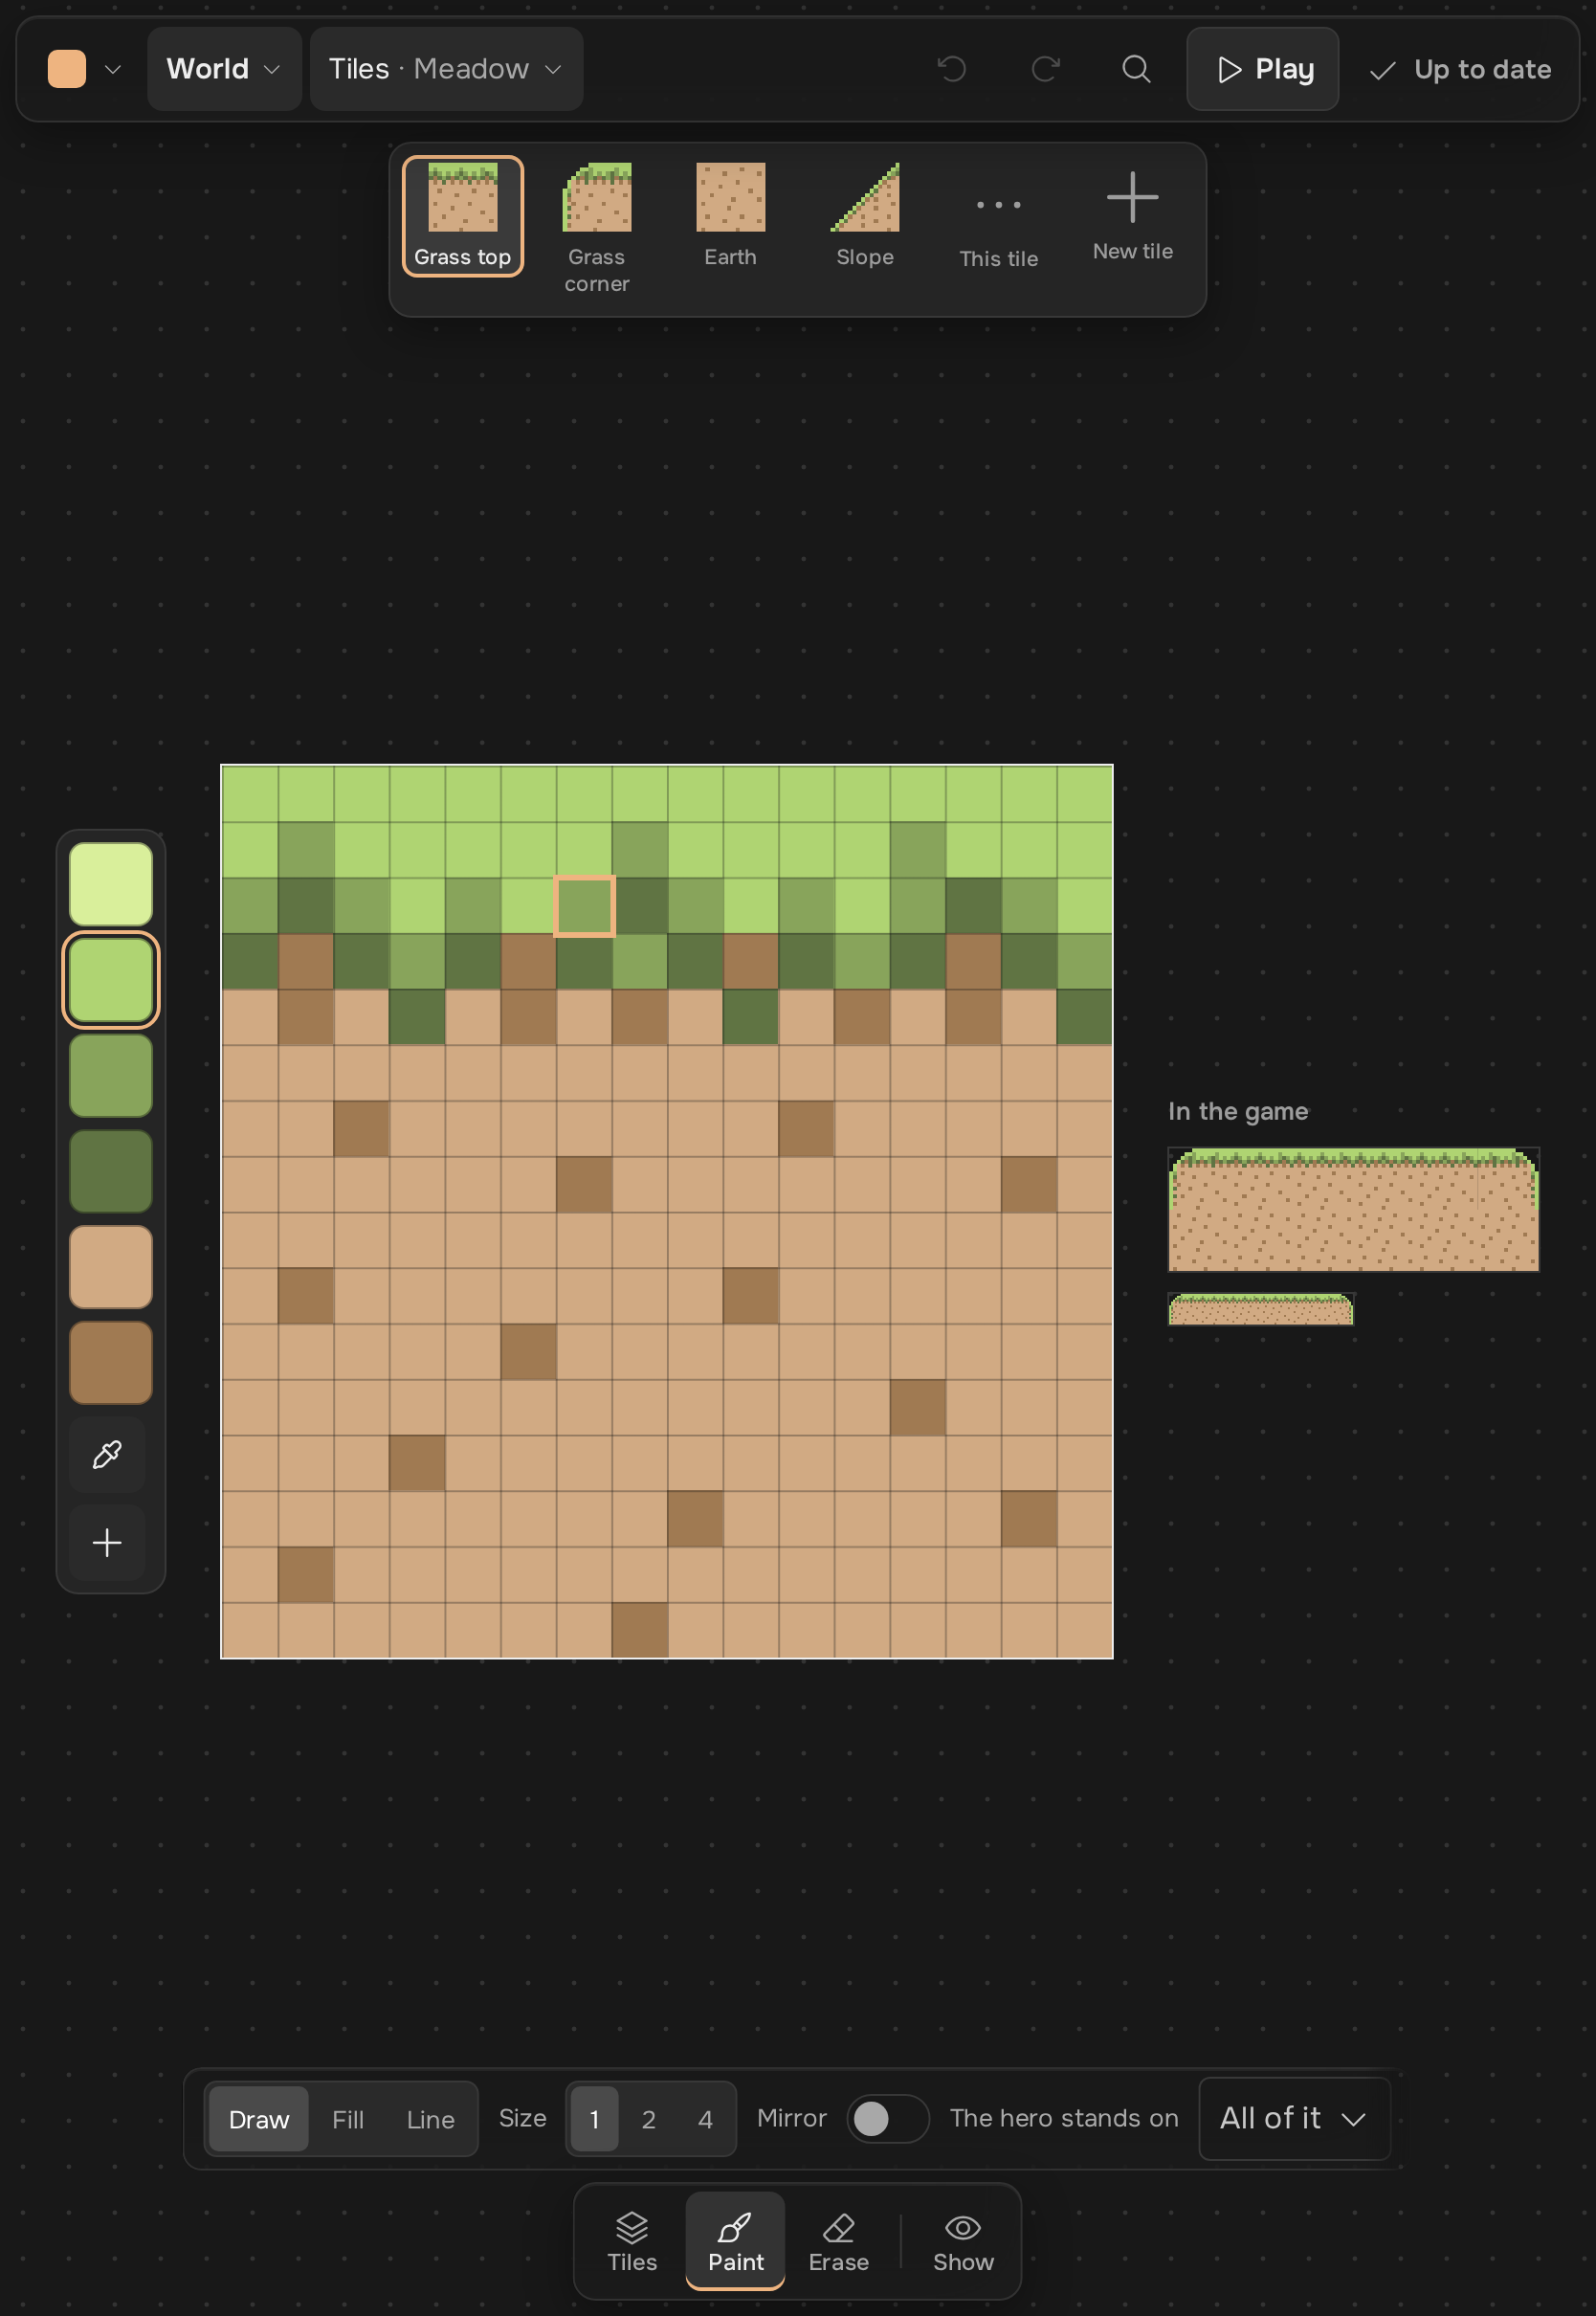 World
Tiles · Meadow
Play
Up to date
Grass top
Grass
corner
Earth
Slope
This tile
New tile
In the game
Draw
Fill
Line
Size
1
2
4
Mirror
The hero stands on
All of it
Tiles
Paint
Erase
Show